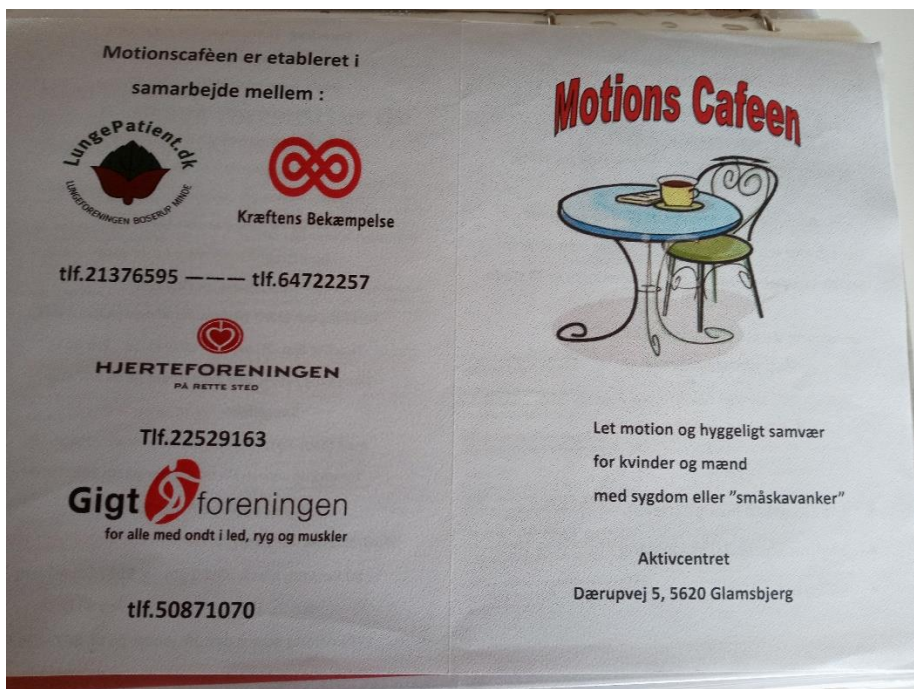 Motionscafèen er etableret i
samarbejde mellem :
LungePatient.dk
LUNGEFORENINGEN BOSERUP MINDE
Kræftens Bekæmpelse
tlf.21376595 ——— tlf.64722257
HJERTEFORENINGEN
PÅ RETTE STED
Tlf.22529163
Gigtforeningen
for alle med ondt i led, ryg og muskler
tlf.50871070
Motions Cafeen
Let motion og hyggeligt samvær
for kvinder og mænd
med sygdom eller ”småskavanker”
Aktivcentret
Dærupvej 5, 5620 Glamsbjerg